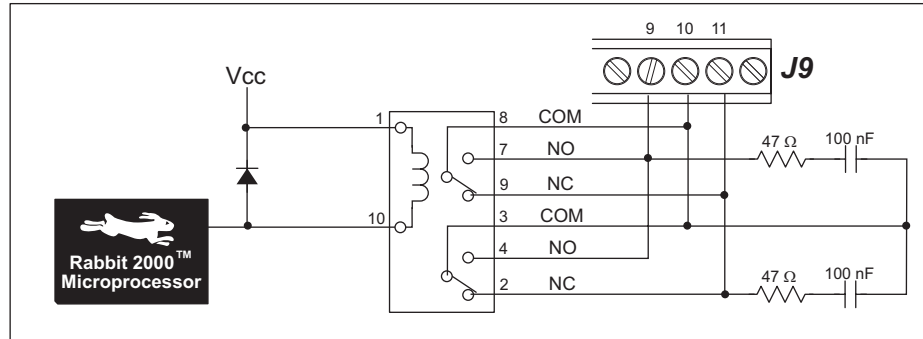 9 10 11
J9
Vcc
1
8 COM
7 NO
47 Ω 100 nF
9 NC
10
3 COM
4 NO
2 NC
47 Ω 100 nF
Rabbit 2000™
Microprocessor